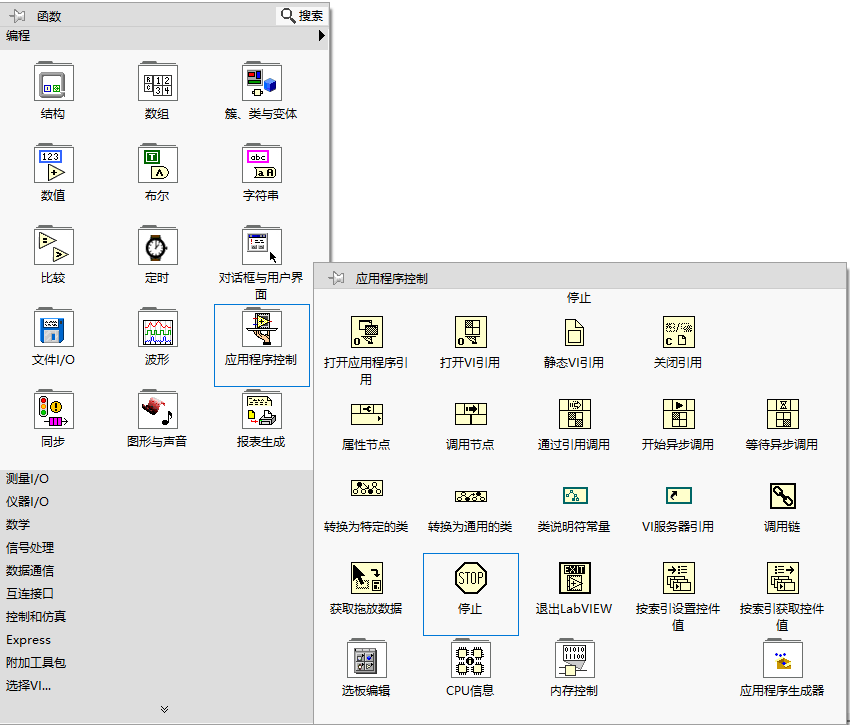 函数
搜索
编程
结构
数组
簇、类与变体
数值
布尔
字符串
比较
定时
对话框与用户界
面
文件I/O
波形
应用程序控制
同步
图形与声音
报表生成
测量I/O
仪器I/O
数学
信号处理
数据通信
互连接口
控制和仿真
Express
附加工具包
选择VI...
应用程序控制
停止
打开应用程序引
用
打开VI引用
静态VI引用
关闭引用
属性节点
调用节点
通过引用调用
开始异步调用
等待异步调用
转换为特定的类
转换为通用的类
类说明符常量
VI服务器引用
调用链
获取拖放数据
STOP
停止
EXIT
退出LabVIEW
按索引设置控件
值
按索引获取控件
值
选板编辑
CPU信息
内存控制
应用程序生成器